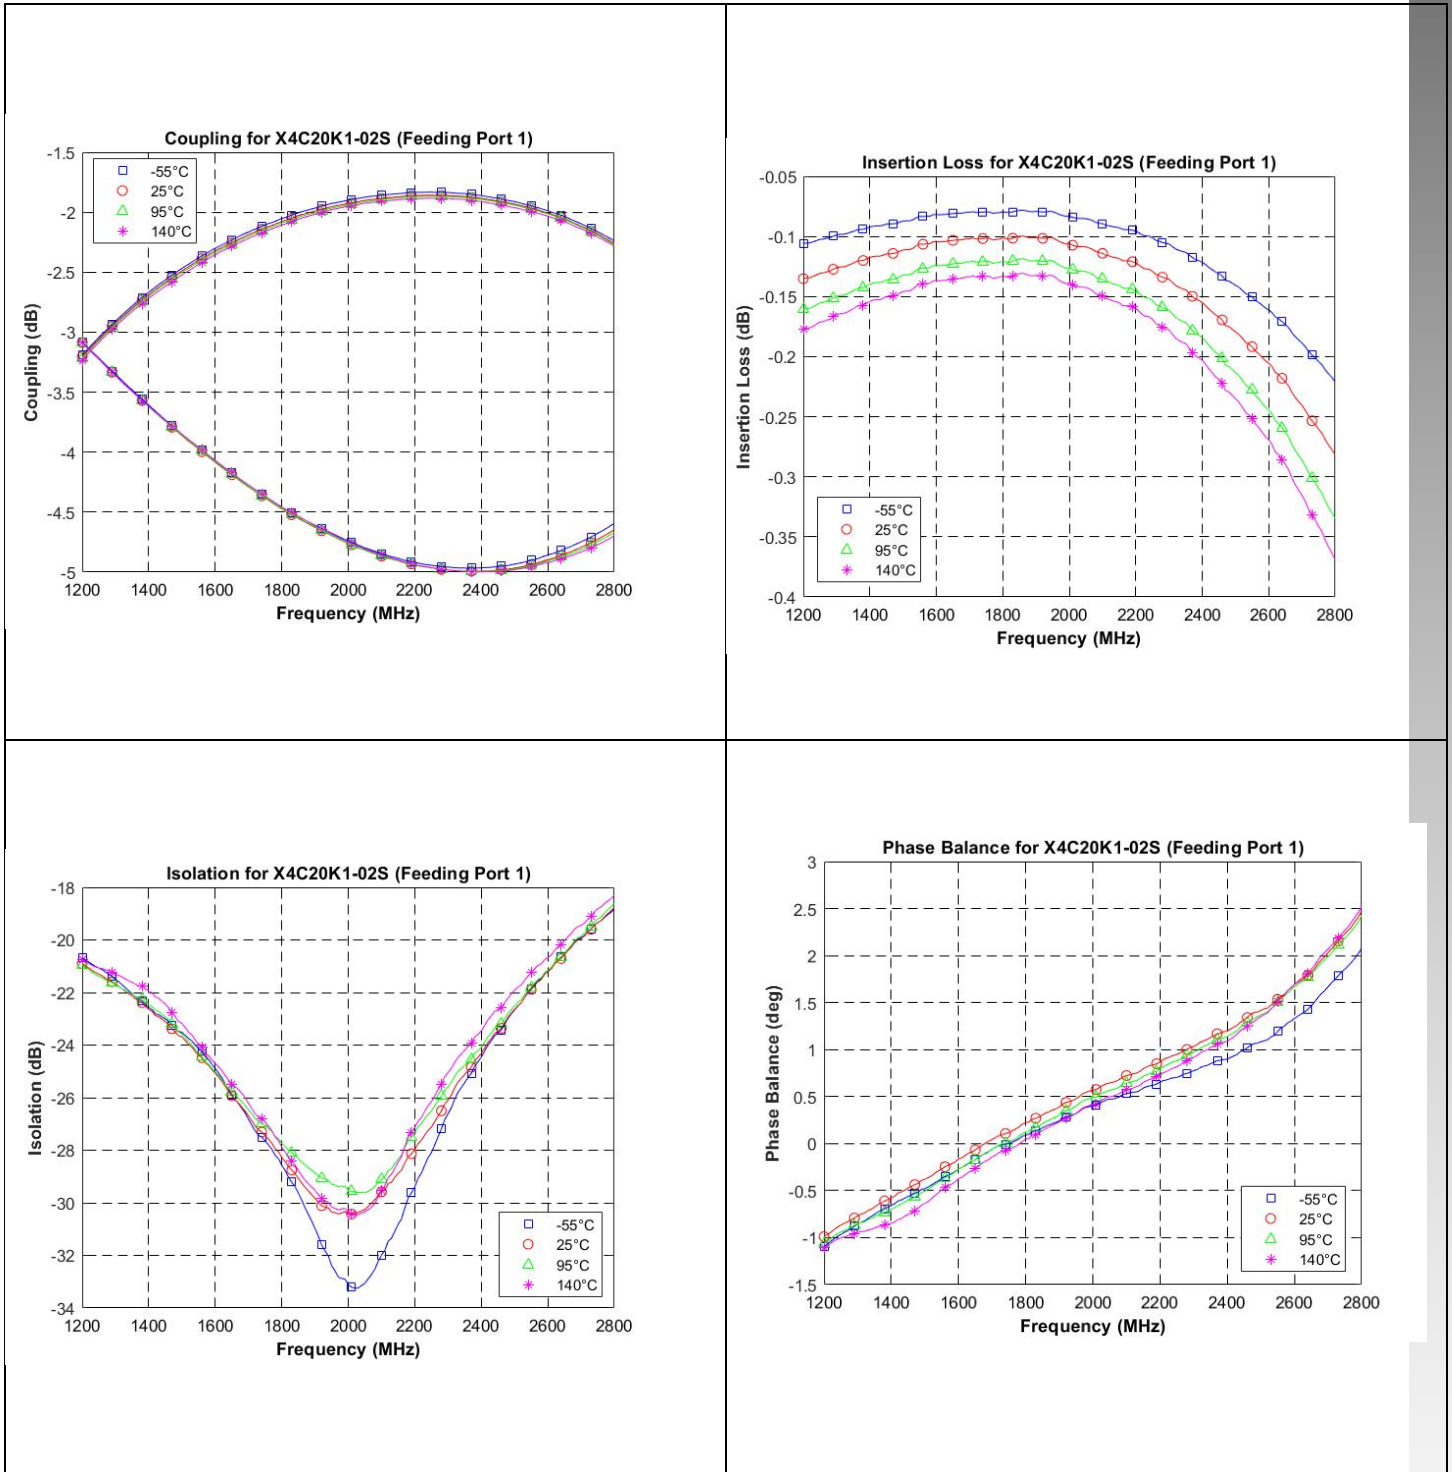 Coupling for X4C20K1-02S (Feeding Port 1)
-1.5
-2
-2.5
-3
-3.5
-4
-4.5
-5
Coupling (dB)
-55°C
25°C
95°C
140°C
1200 1400 1600 1800 2000 2200 2400 2600 2800
Frequency (MHz)
Insertion Loss for X4C20K1-02S (Feeding Port 1)
-0.05
-0.1
-0.15
-0.2
-0.25
-0.3
-0.35
-0.4
Insertion Loss (dB)
-55°C
25°C
95°C
140°C
1200 1400 1600 1800 2000 2200 2400 2600 2800
Frequency (MHz)
Isolation for X4C20K1-02S (Feeding Port 1)
-18
-20
-22
-24
-26
-28
-30
-32
-34
Isolation (dB)
-55°C
25°C
95°C
140°C
1200 1400 1600 1800 2000 2200 2400 2600 2800
Frequency (MHz)
Phase Balance for X4C20K1-02S (Feeding Port 1)
3
2.5
2
1.5
1
0.5
0
-0.5
-1
-1.5
Phase Balance (deg)
-55°C
25°C
95°C
140°C
1200 1400 1600 1800 2000 2200 2400 2600 2800
Frequency (MHz)